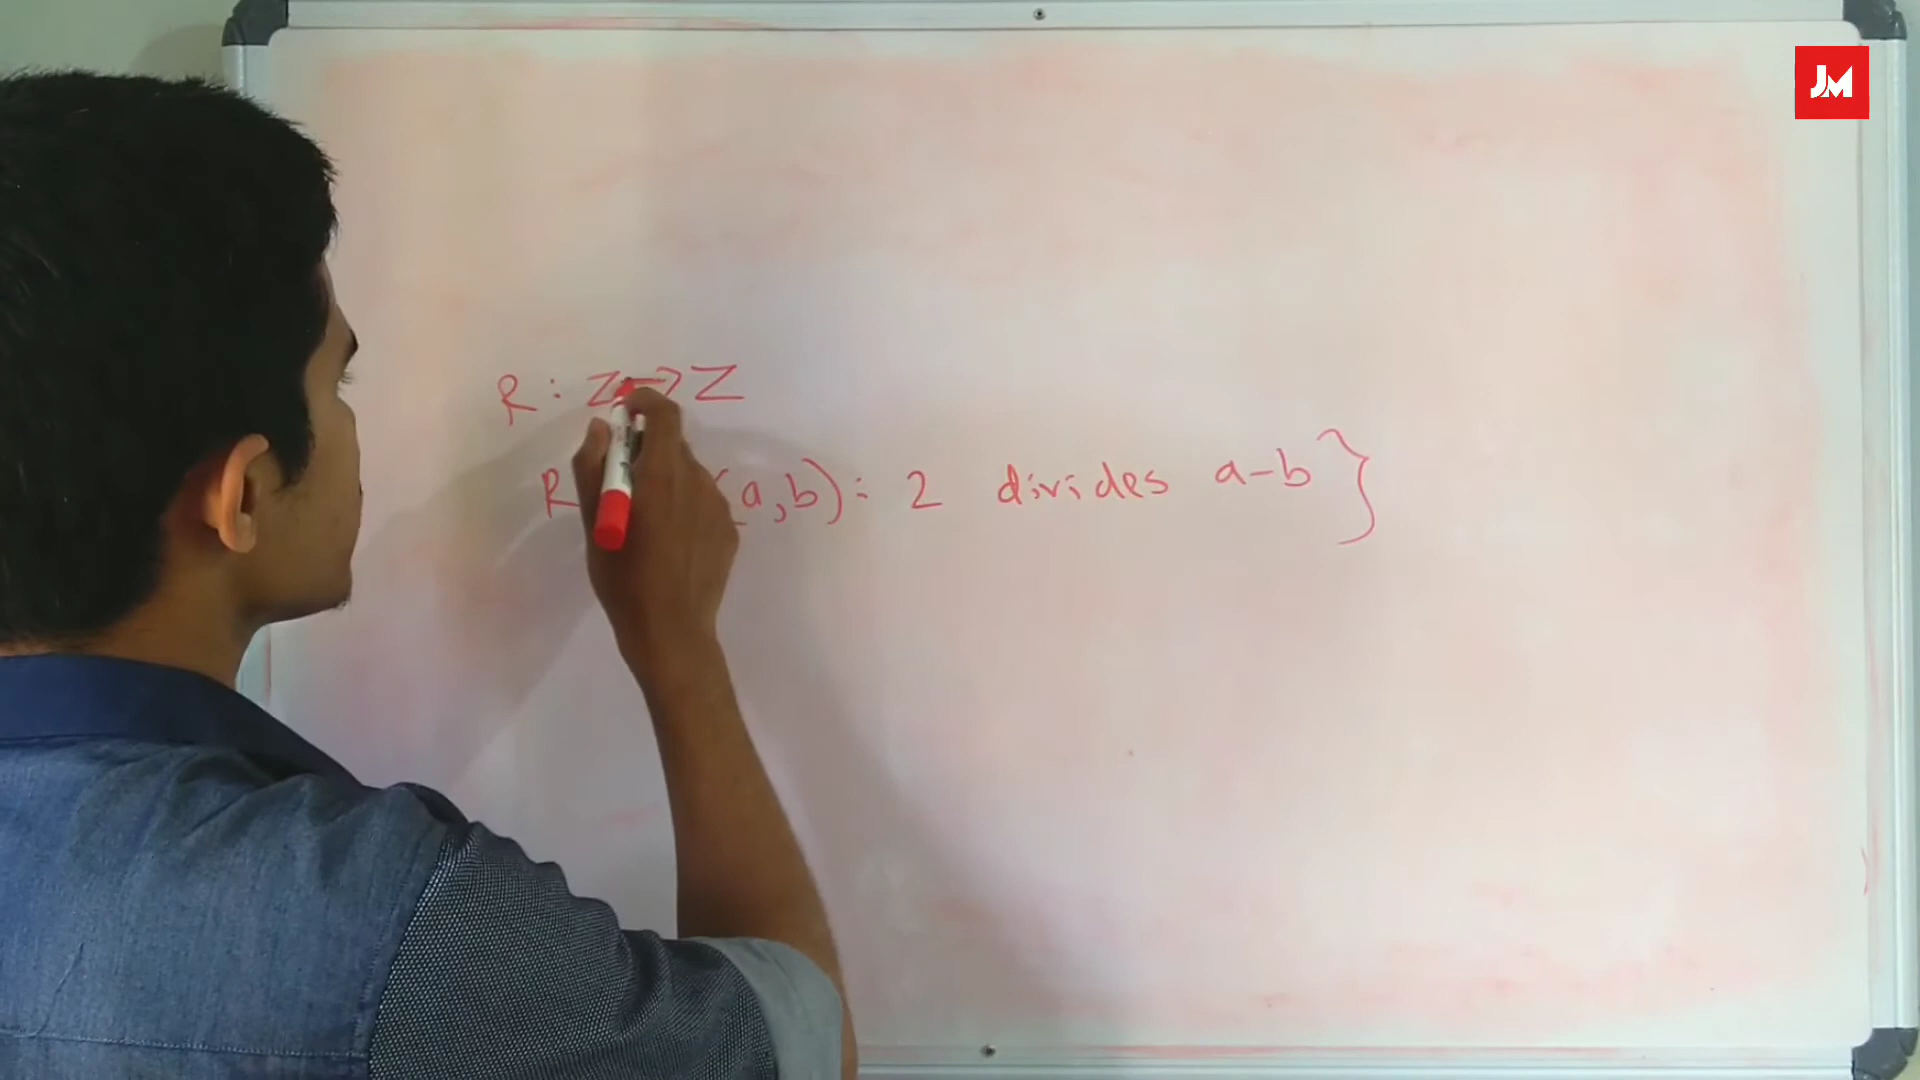 JM
R : Z → Z
R (a,b) : 2 divides a-b }